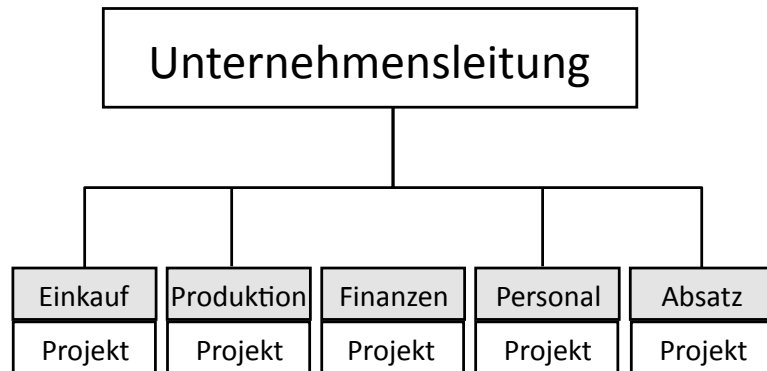 Unternehmensleitung
Einkauf Produktion Finanzen Personal Absatz
Projekt Projekt Projekt Projekt Projekt